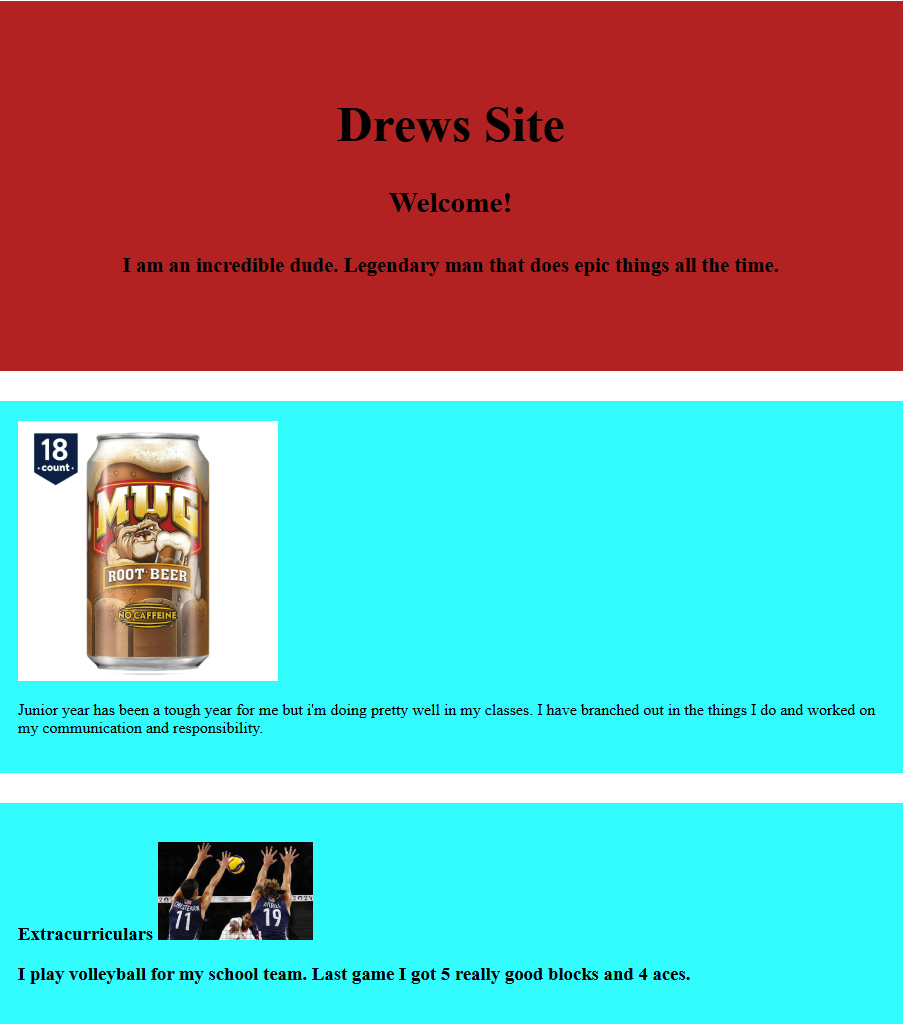 Drews Site
Welcome!
I am an incredible dude. Legendary man that does epic things all the time.
18
count
MUG
ROOT BEER
NO CAFFEINE
Junior year has been a tough year for me but i'm doing pretty well in my classes. I have branched out in the things I do and worked on
my communication and responsibility.
11
19
Extracurriculars
I play volleyball for my school team. Last game I got 5 really good blocks and 4 aces.